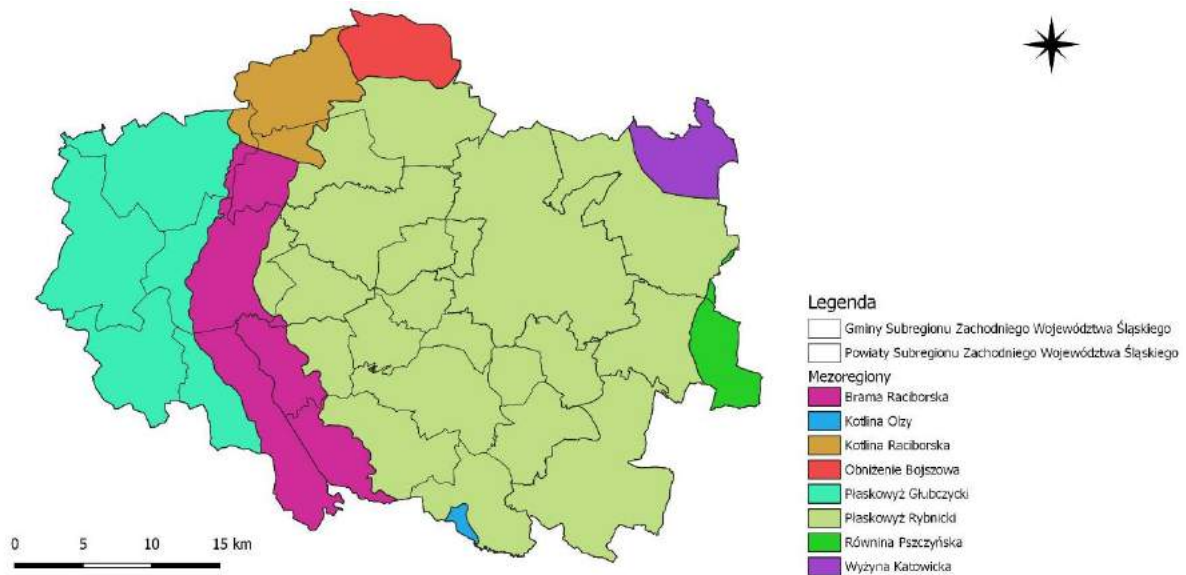 Legenda
Gminy Subregionu Zachodniego Województwa Śląskiego
Powiaty Subregionu Zachodniego Województwa Śląskiego
Mezoregiony
Brama Raciborska
Kotlina Olzy
Kotlina Raciborska
Obniżenie Bojszowa
Płaskowyż Głubczycki
Płaskowyż Rybnicki
Równina Pszczyńska
Wyżyna Katowicka
0 5 10 15 km